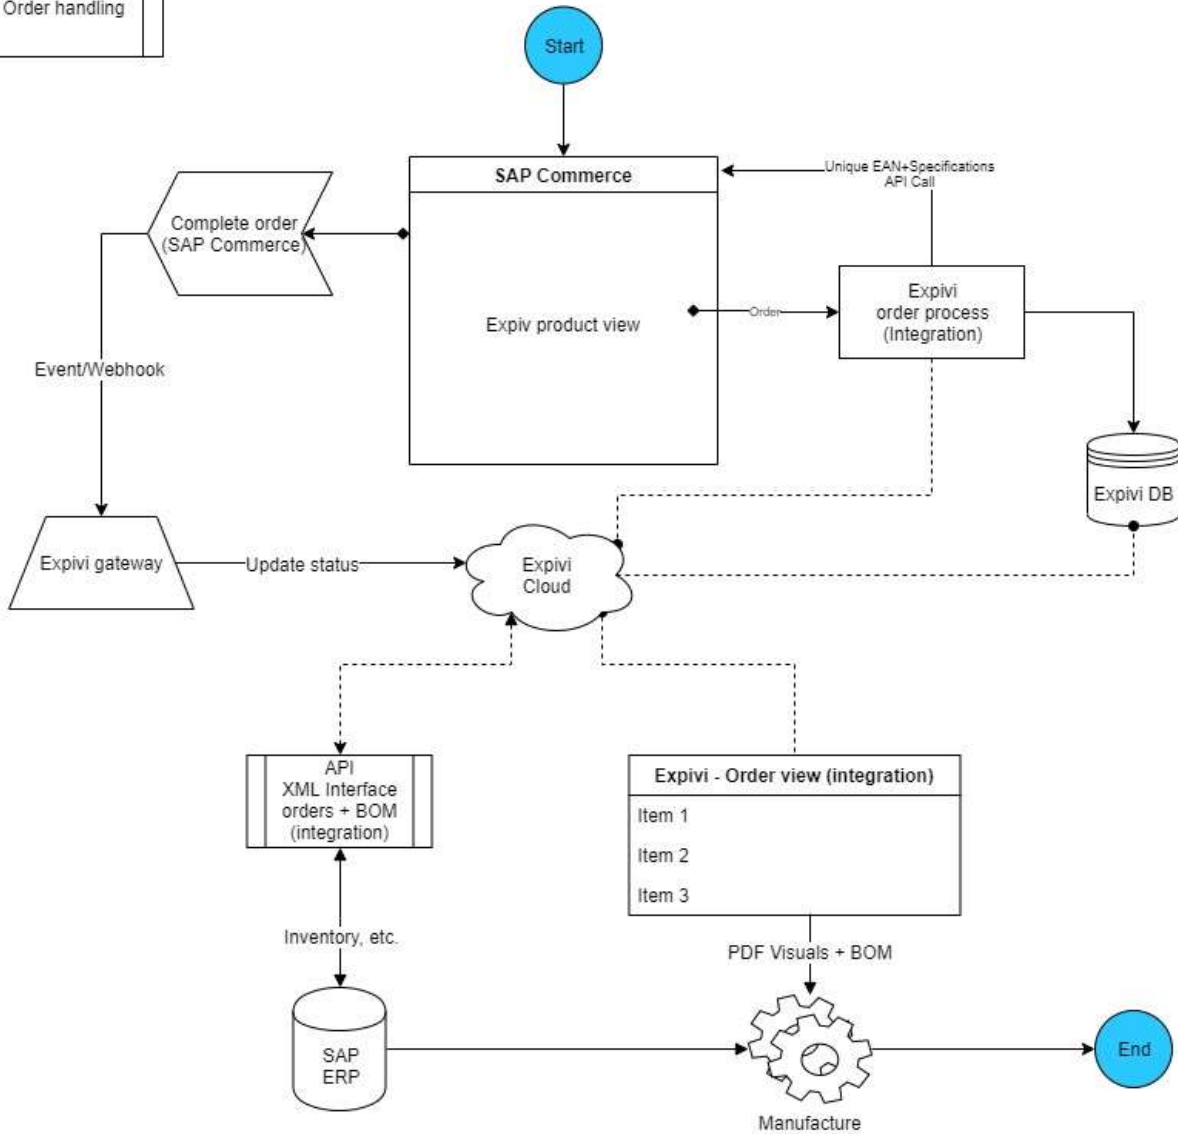 Order handling
Start
SAP Commerce
Unique EAN+Specifications
API Call
Complete order
(SAP Commerce)
Expiv product view
Order
Expivi
order process
(Integration)
Event/Webhook
Expivi DB
Expivi gateway
Update status
Expivi
Cloud
API
XML Interface
orders + BOM
(integration)
Expivi - Order view (integration)
Item 1
Item 2
Item 3
Inventory, etc.
PDF Visuals + BOM
SAP
ERP
End
Manufacture